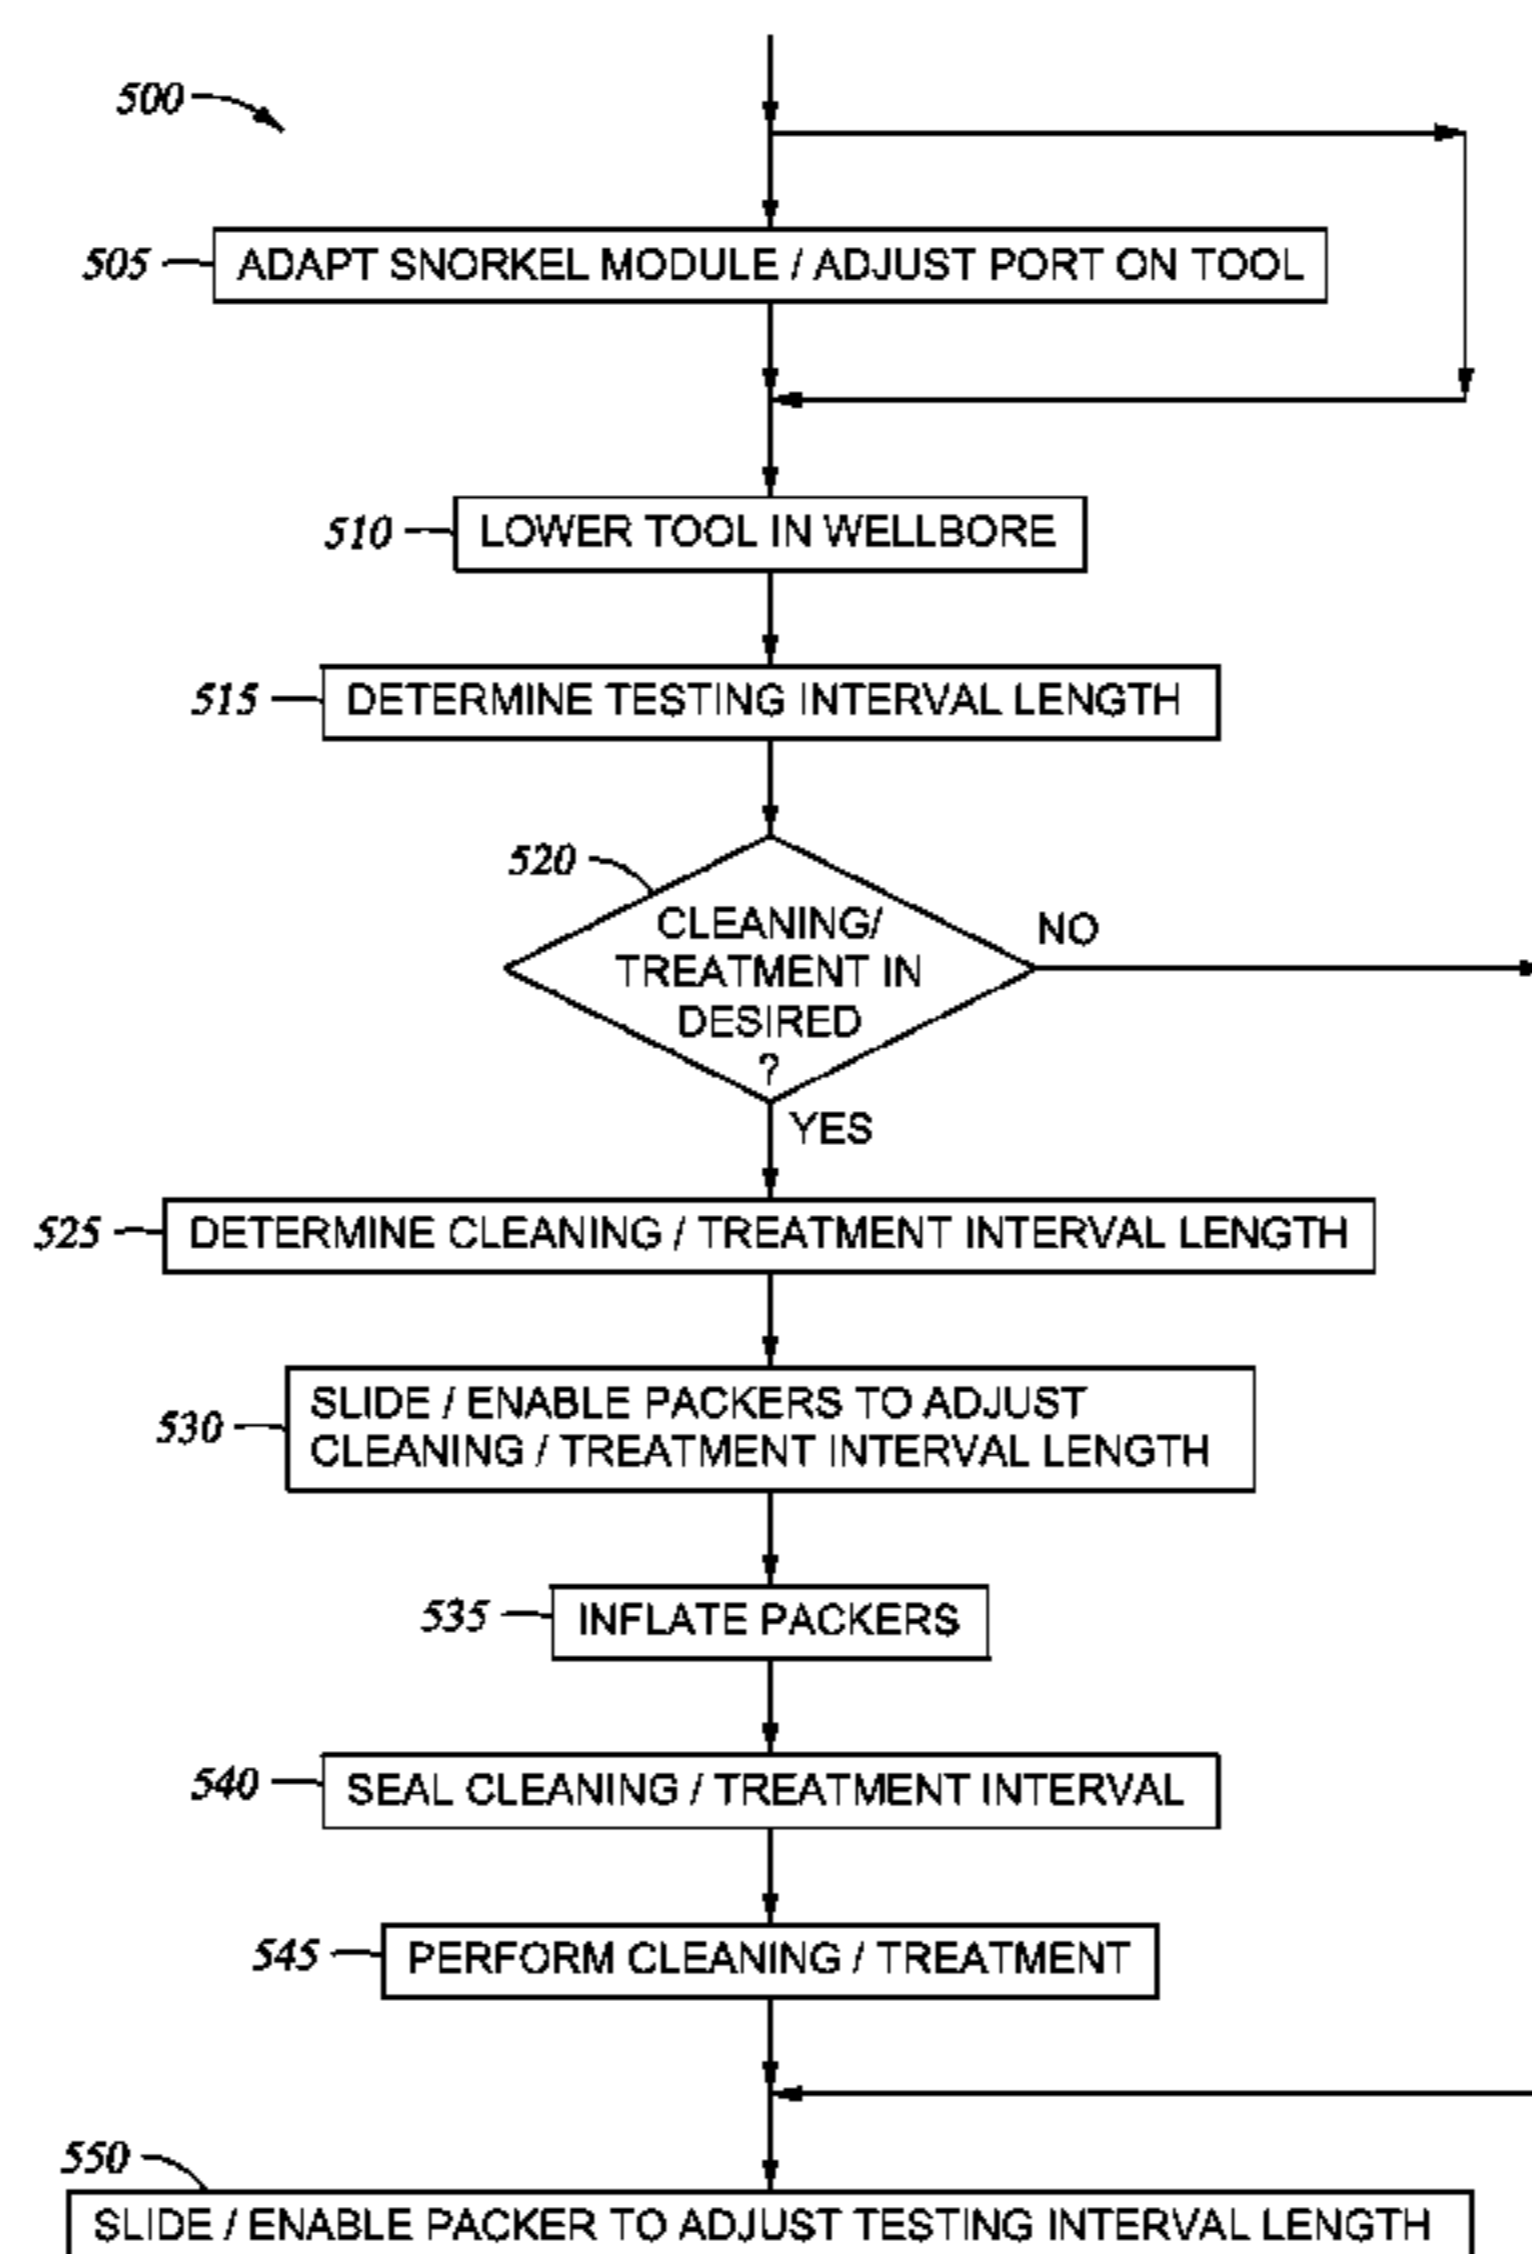 500
505
ADAPT SNORKEL MODULE / ADJUST PORT ON TOOL
510
LOWER TOOL IN WELLBORE
515
DETERMINE TESTING INTERVAL LENGTH
520
CLEANING/
TREATMENT IN
DESIRED
?
NO
YES
525
DETERMINE CLEANING / TREATMENT INTERVAL LENGTH
530
SLIDE / ENABLE PACKERS TO ADJUST
CLEANING / TREATMENT INTERVAL LENGTH
535
INFLATE PACKERS
540
SEAL CLEANING / TREATMENT INTERVAL
545
PERFORM CLEANING / TREATMENT
550
SLIDE / ENABLE PACKER TO ADJUST TESTING INTERVAL LENGTH